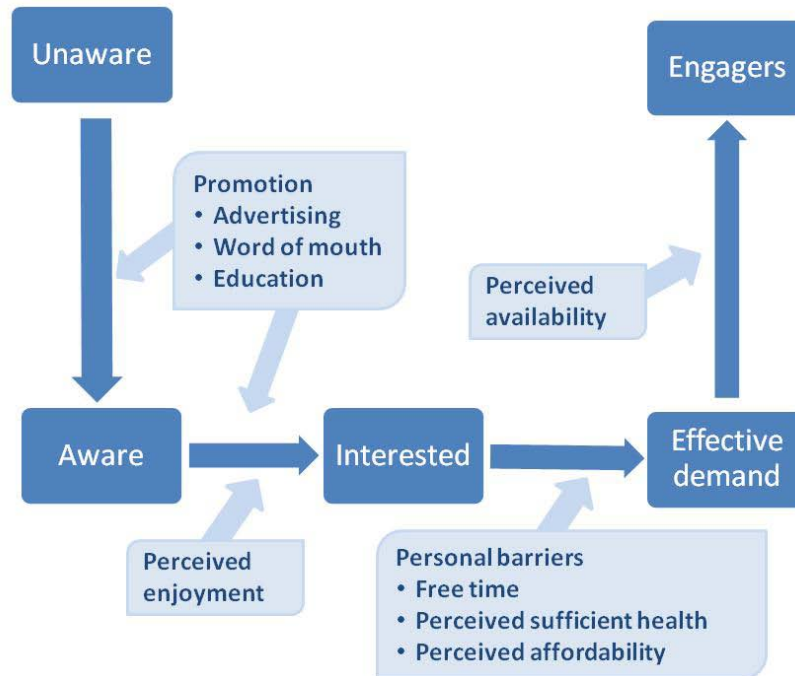 Unaware
Engagers
Promotion
• Advertising
• Word of mouth
• Education
Perceived
availability
Aware
Interested
Effective
demand
Perceived
enjoyment
Personal barriers
• Free time
• Perceived sufficient health
• Perceived affordability